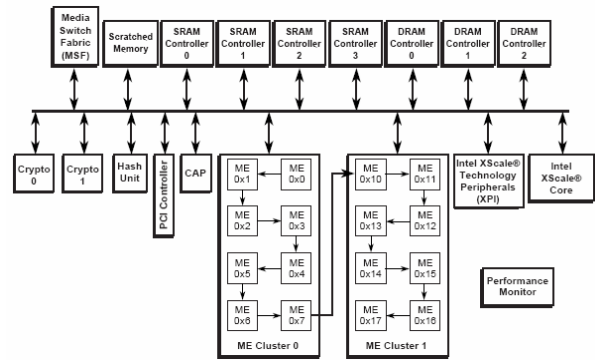 Media
Switch
Fabric
(MSF)
Scratched
Memory
SRAM
Controller
0
SRAM
Controller
1
SRAM
Controller
2
SRAM
Controller
3
DRAM
Controller
0
DRAM
Controller
1
DRAM
Controller
2
Crypto
0
Crypto
1
Hash
Unit
PCI Controller
CAP
ME
0x1
ME
0x0
ME
0x2
ME
0x3
ME
0x5
ME
0x4
ME
0x6
ME
0x7
ME Cluster 0
ME
0x10
ME
0x11
ME
0x13
ME
0x12
ME
0x14
ME
0x15
ME
0x17
ME
0x16
ME Cluster 1
Intel XScale®
Technology
Peripherals
(XPI)
Intel
XScale®
Core
Performance
Monitor